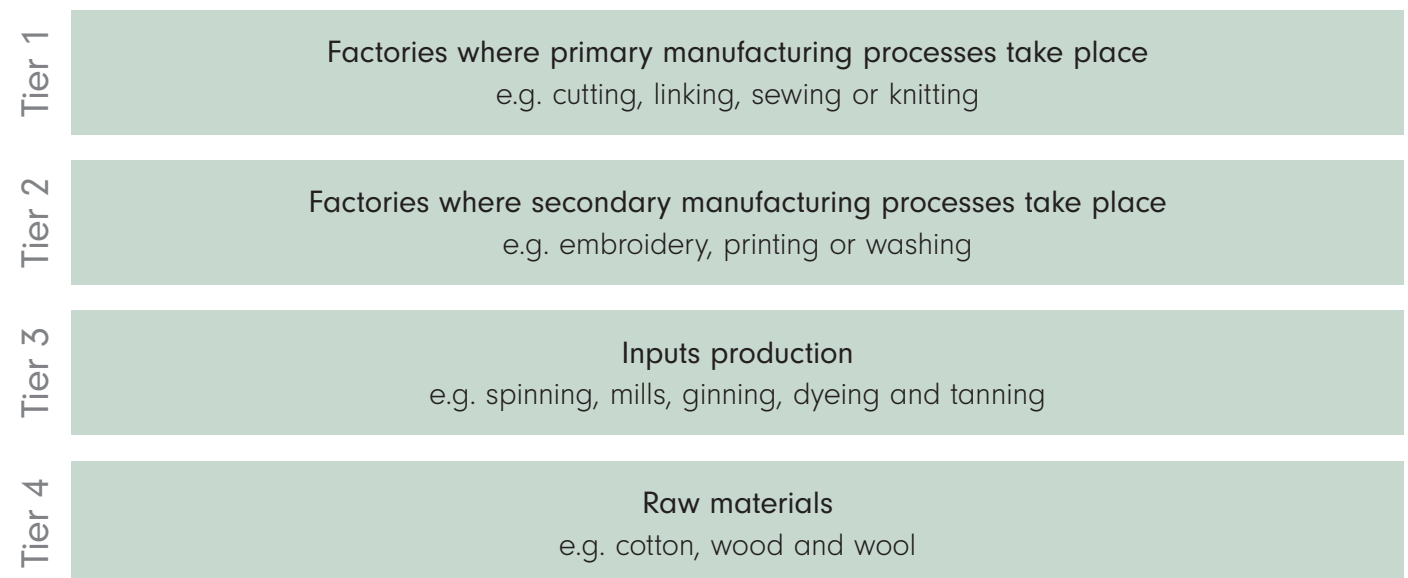 Tier 1
Factories where primary manufacturing processes take place
e.g. cutting, linking, sewing or knitting
Tier 2
Factories where secondary manufacturing processes take place
e.g. embroidery, printing or washing
Tier 3
Inputs production
e.g. spinning, mills, ginning, dyeing and tanning
Tier 4
Raw materials
e.g. cotton, wood and wool